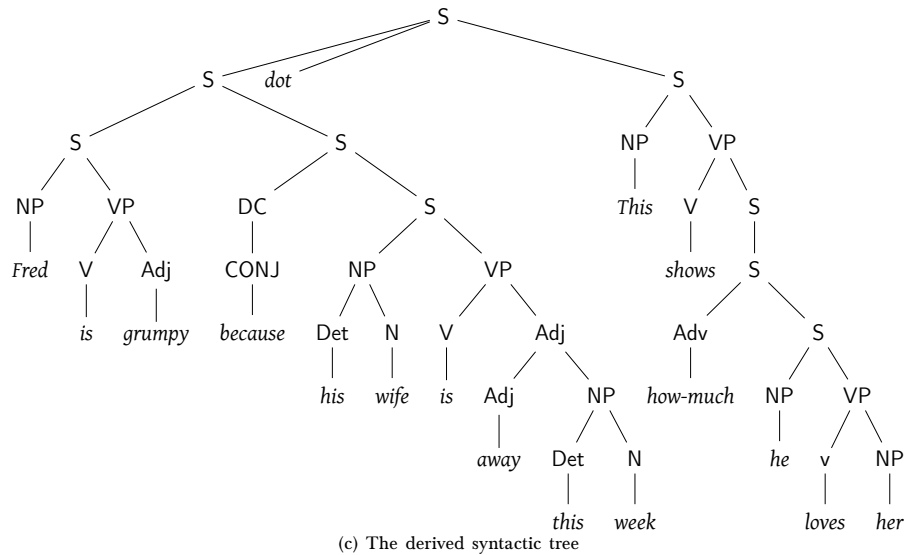 S
S dot S
S S NP VP
NP VP DC S This V S
Fred V Adj CONJ NP VP shows S
is grumpy because Det N V Adj Adv S
his wife is Adj NP how-much NP VP
away Det N he v NP
this week loves her
(c) The derived syntactic tree